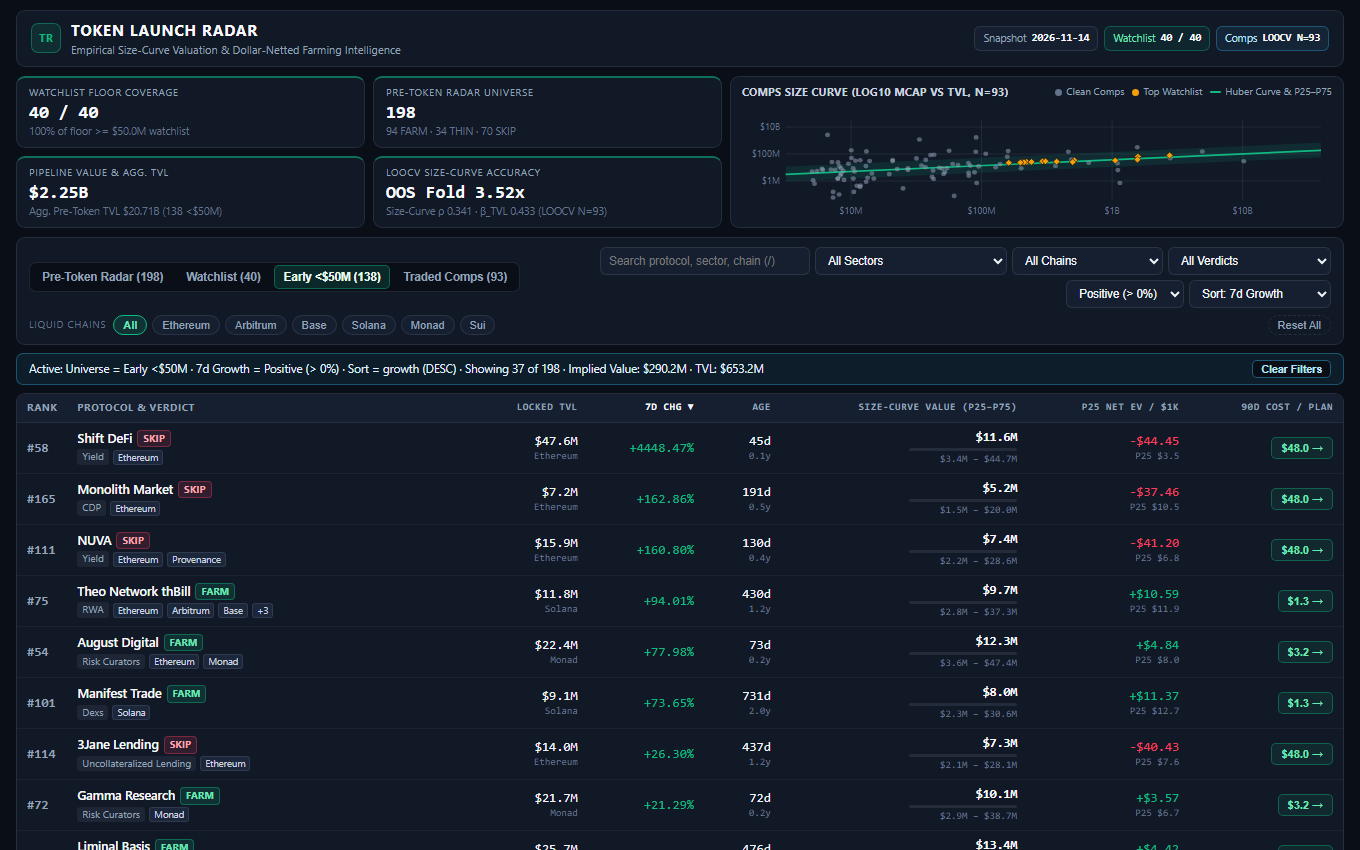 TR
TOKEN LAUNCH RADAR
Empirical Size-Curve Valuation & Dollar-Netted Farming Intelligence
Snapshot 2026-11-14
Watchlist 40 / 40
Comps LOOCV N=93
WATCHLIST FLOOR COVERAGE
40 / 40
100% of floor >= $50.0M watchlist
PRE-TOKEN RADAR UNIVERSE
198
94 FARM · 34 THIN · 70 SKIP
PIPELINE VALUE & AGG. TVL
$2.25B
Agg. Pre-Token TVL $20.71B (138 <$50M)
LOOCV SIZE-CURVE ACCURACY
OOS Fold 3.52x
Size-Curve ρ 0.341 · β_TVL 0.433 (LOOCV N=93)
COMPS SIZE CURVE (LOG10 MCAP VS TVL, N=93)
Clean Comps Top Watchlist Huber Curve & P25–P75
$10B
$100M
$1M
$10M $100M $1B $10B
Pre-Token Radar (198) Watchlist (40) Early <$50M (138) Traded Comps (93)
Search protocol, sector, chain (/) All Sectors All Chains All Verdicts
Positive (> 0%) Sort: 7d Growth
LIQUID CHAINS All Ethereum Arbitrum Base Solana Monad Sui
Reset All
Active: Universe = Early <$50M · 7d Growth = Positive (> 0%) · Sort = growth (DESC) · Showing 37 of 198 · Implied Value: $290.2M · TVL: $653.2M
Clear Filters
RANK PROTOCOL & VERDICT LOCKED TVL 7D CHG ▼ AGE SIZE-CURVE VALUE (P25–P75) P25 NET EV / $1K 90D COST / PLAN
#58 Shift DeFi SKIP $47.6M +4448.47% 45d $11.6M -$44.45 $48.0 →
Yield Ethereum Ethereum 0.1y $3.4M – $44.7M P25 $3.5
#165 Monolith Market SKIP $7.2M +162.86% 191d $5.2M -$37.46 $48.0 →
CDP Ethereum Ethereum 0.5y $1.5M – $20.0M P25 $10.5
#111 NUVA SKIP $15.9M +160.80% 130d $7.4M -$41.20 $48.0 →
Yield Ethereum Provenance Ethereum 0.4y $2.2M – $28.6M P25 $6.8
#75 Theo Network thBill FARM $11.8M +94.01% 430d $9.7M +$10.59 $1.3 →
RWA Ethereum Arbitrum Base +3 Solana 1.2y $2.8M – $37.3M P25 $11.9
#54 August Digital FARM $22.4M +77.98% 73d $12.3M +$4.84 $3.2 →
Risk Curators Ethereum Monad Monad 0.2y $3.6M – $47.4M P25 $8.0
#101 Manifest Trade FARM $9.1M +73.65% 731d $8.0M +$11.37 $1.3 →
Dexs Solana Solana 2.0y $2.3M – $30.6M P25 $12.7
#114 3Jane Lending SKIP $14.0M +26.30% 437d $7.3M -$40.43 $48.0 →
Uncollateralized Lending Ethereum Ethereum 1.2y $2.1M – $28.1M P25 $7.6
#72 Gamma Research FARM $21.7M +21.29% 72d $10.1M +$3.57 $3.2 →
Risk Curators Monad Monad 0.2y $2.9M – $38.7M P25 $6.7
Liminal Basis FARM $25.7M 476d $13.4M +$4.42